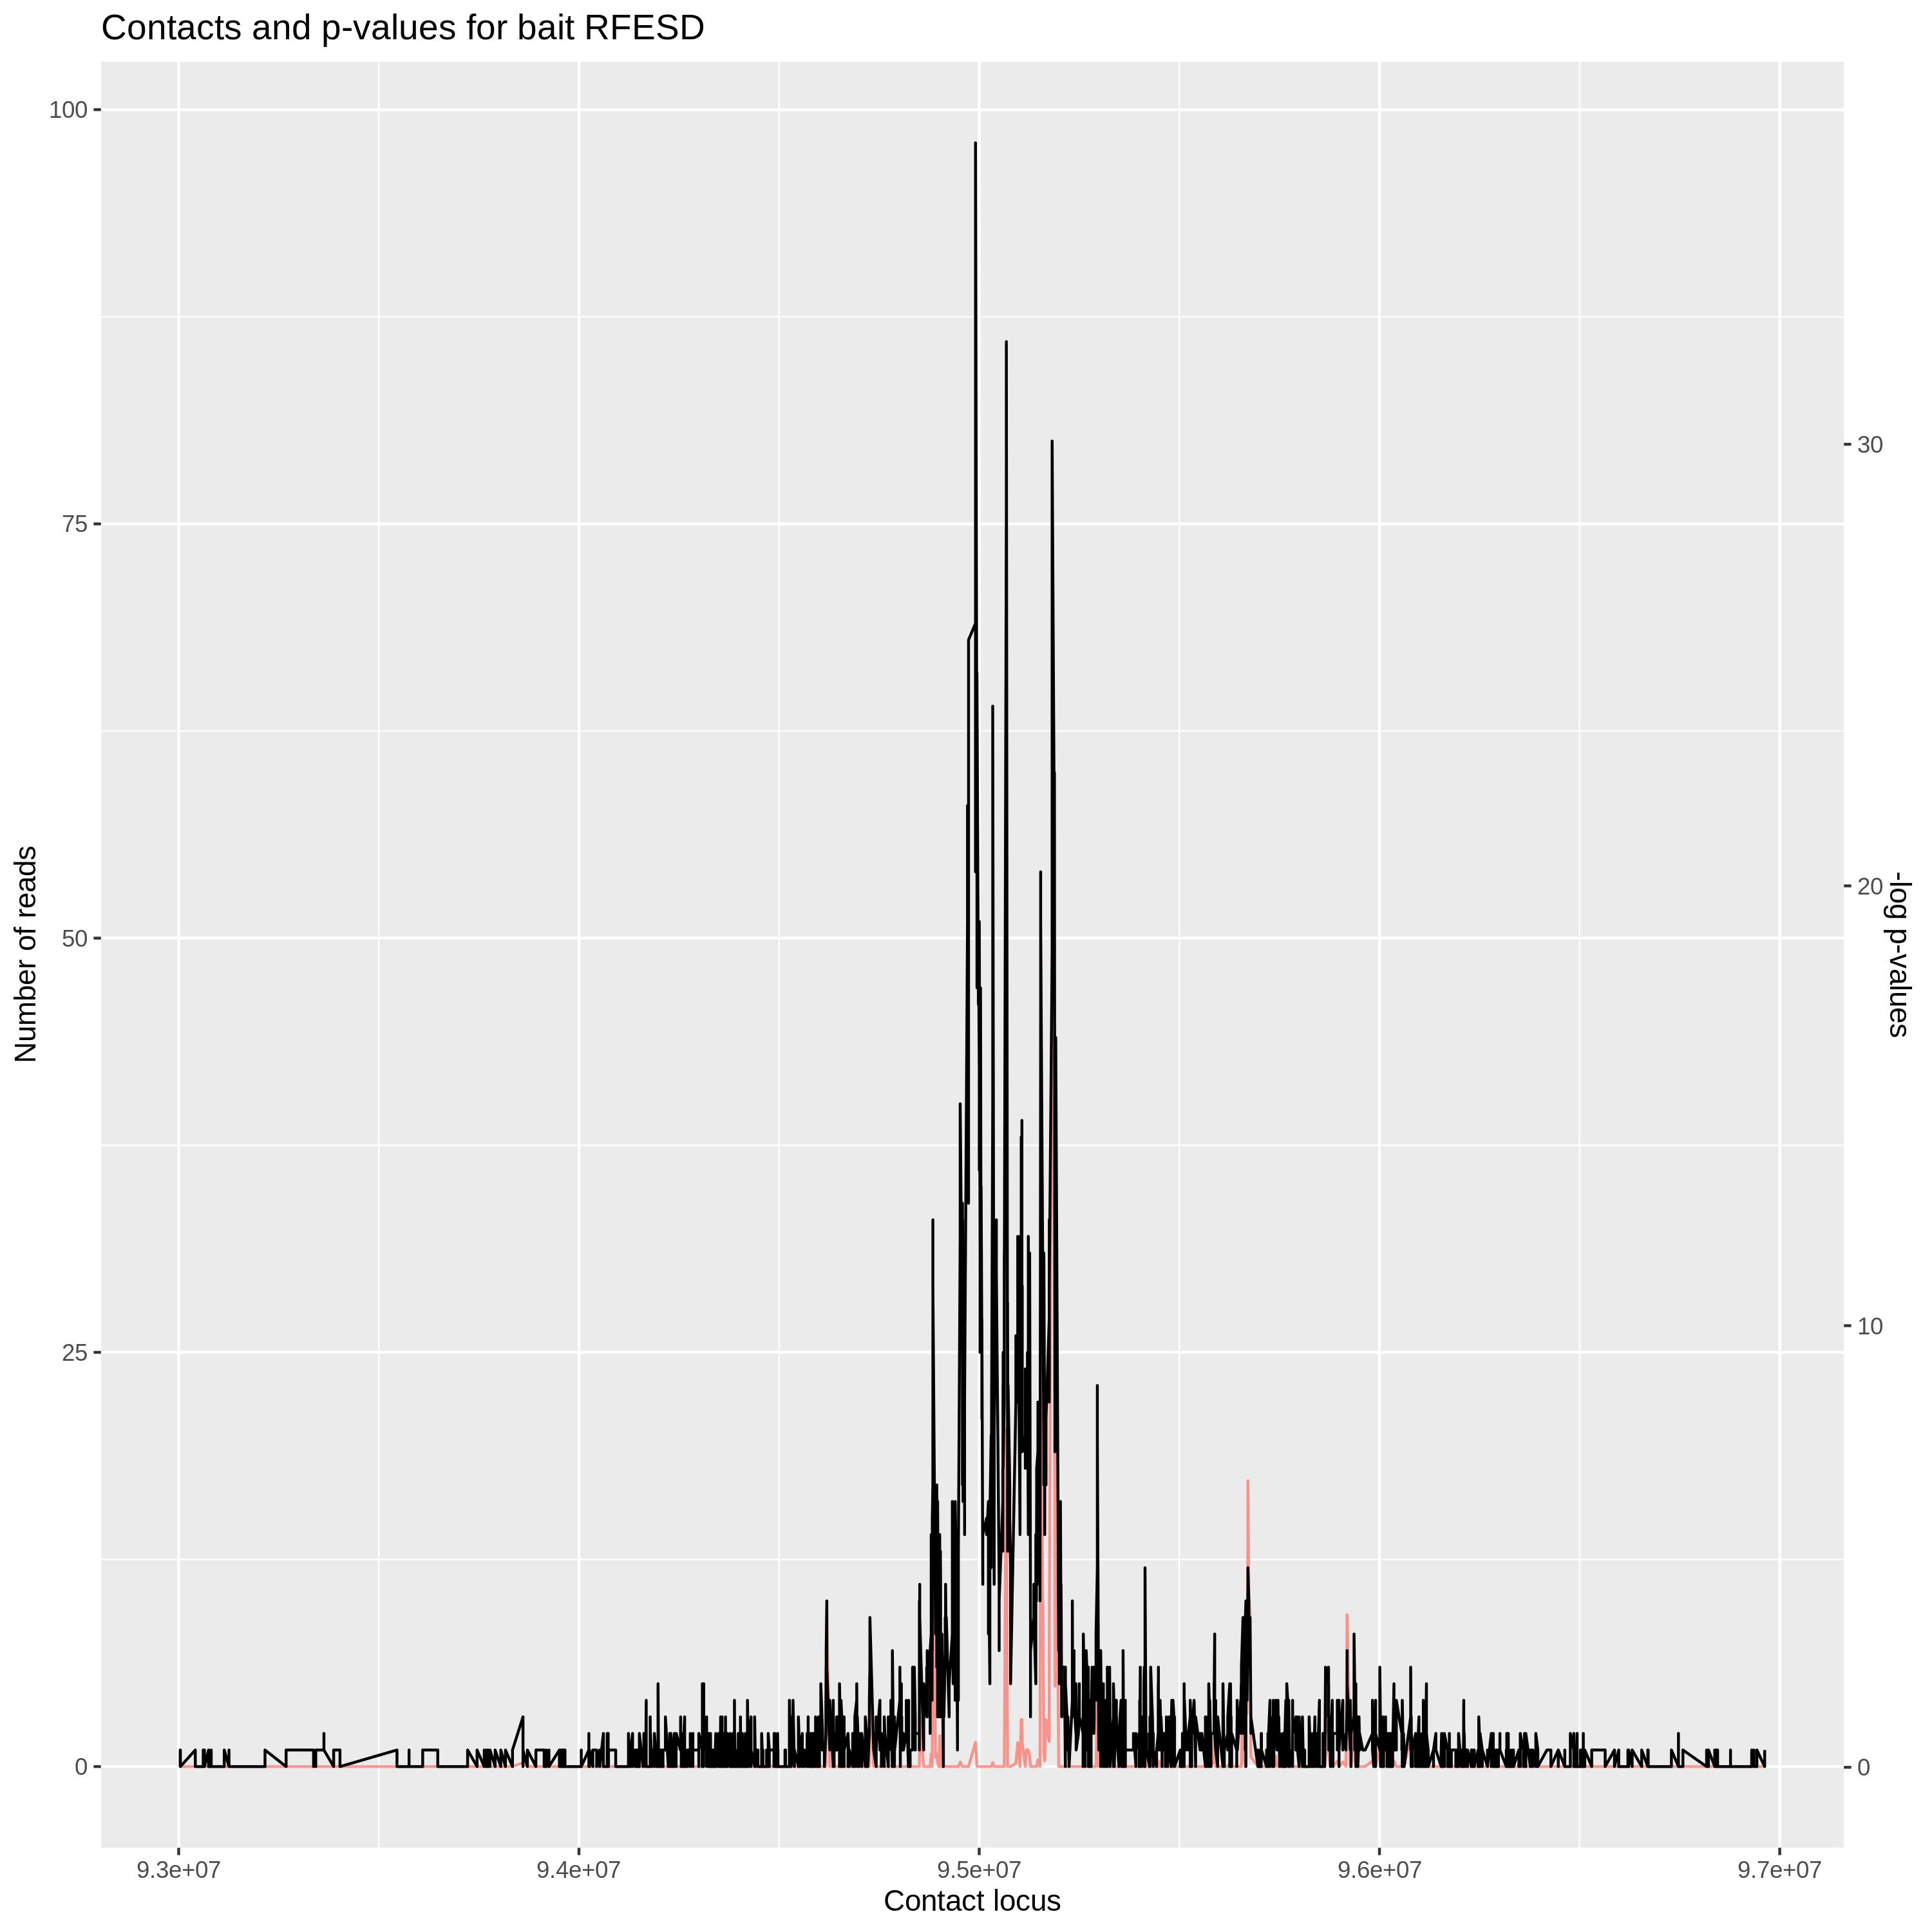 Contacts and p-values for bait RFESD
100
75
50
25
0
Number of reads
30
20
10
0
-log p-values
9.3e+07
9.4e+07
9.5e+07
9.6e+07
9.7e+07
Contact locus